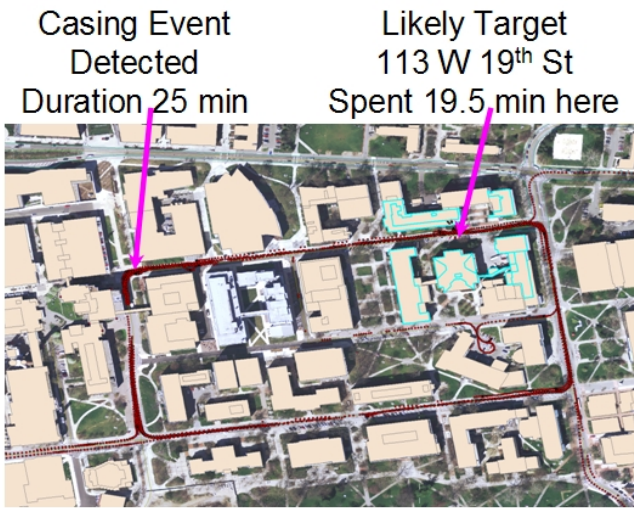 Casing Event
Detected
Duration 25 min
Likely Target
113 W 19th St
Spent 19.5 min here